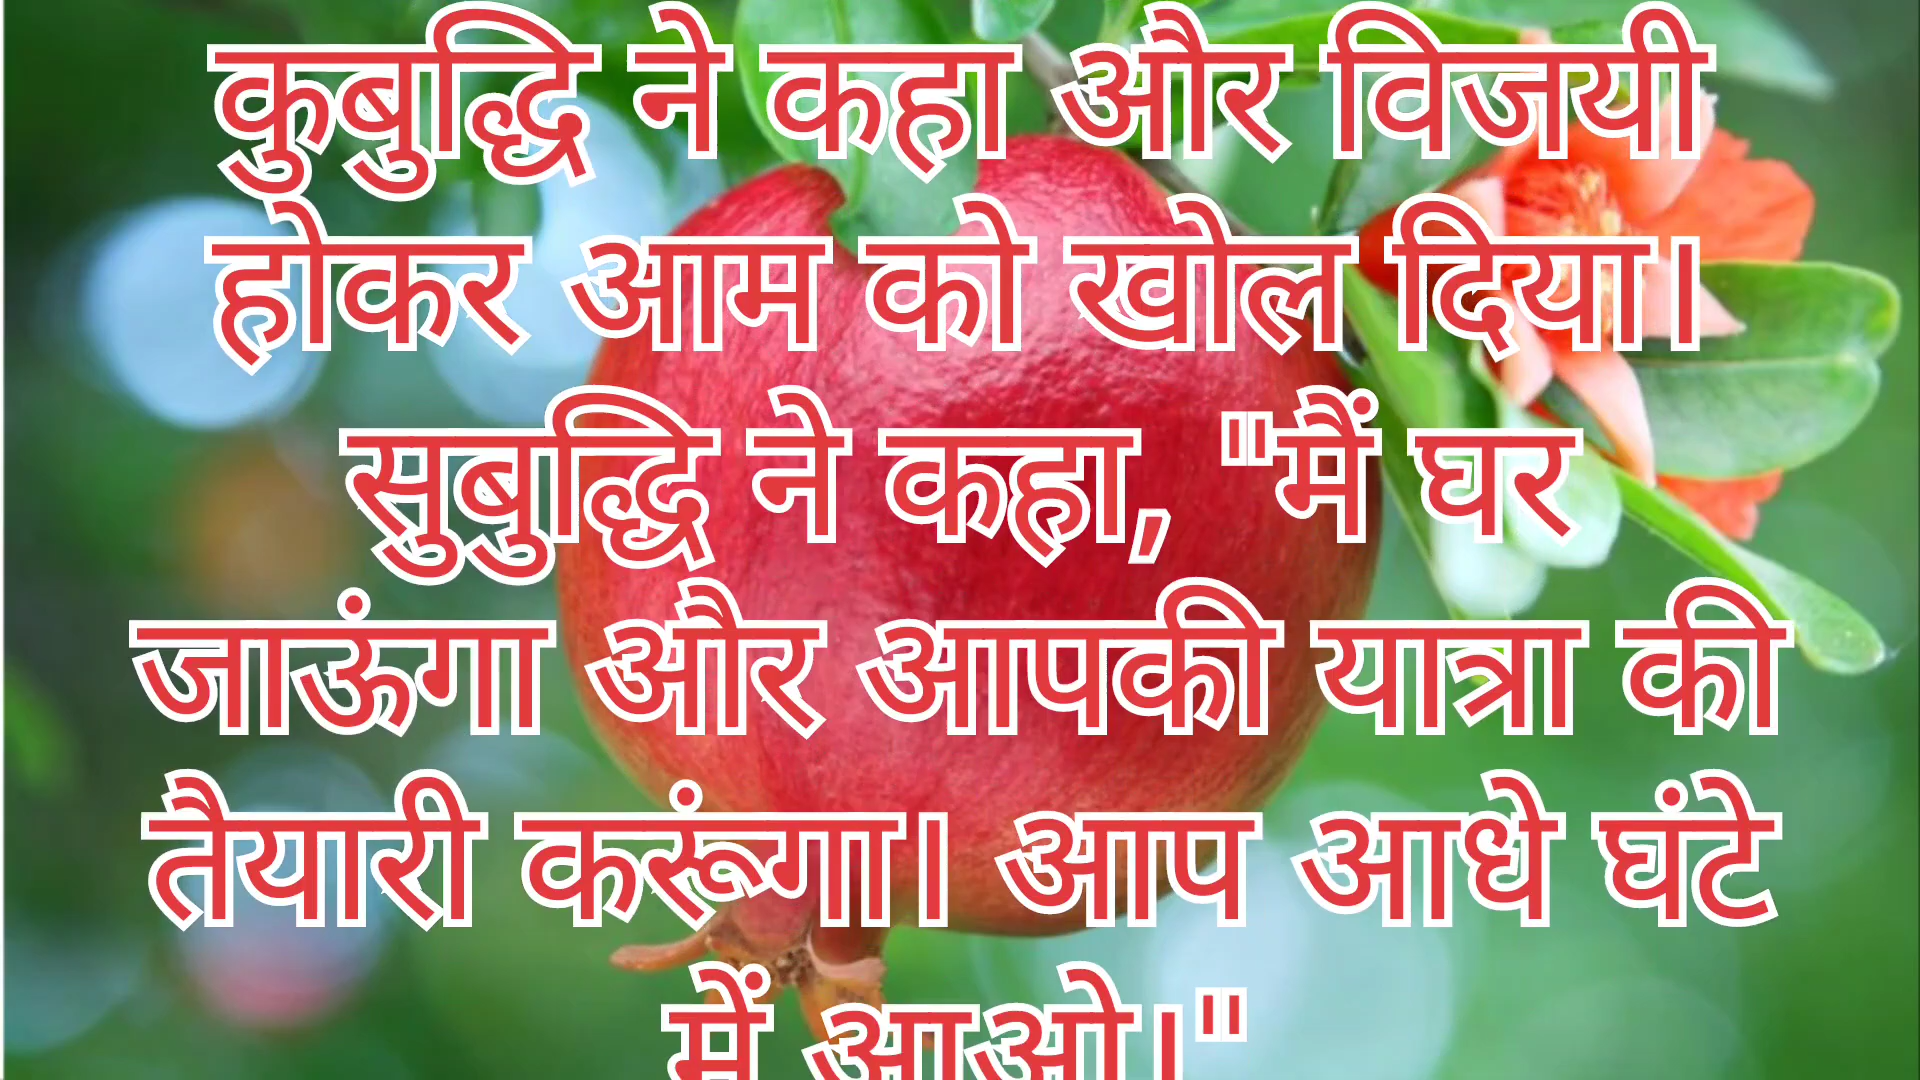 कुबुद्धि ने कहा और विजयी
होकर आम को खोल दिया।
सुबुद्धि ने कहा, "मैं घर
जाऊंगा और आपकी यात्रा की
तैयारी करूंगा। आप आधे घंटे
में आओ।"